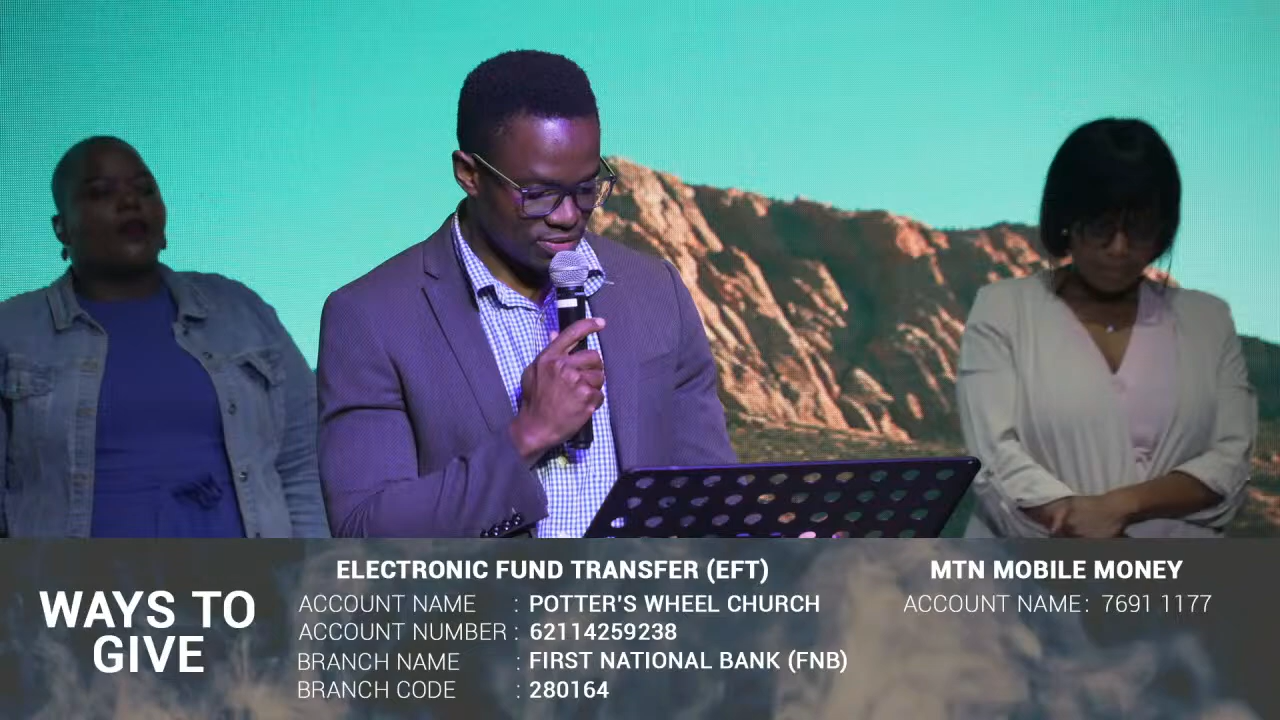 WAYS TO
GIVE
ELECTRONIC FUND TRANSFER (EFT)
ACCOUNT NAME : POTTER'S WHEEL CHURCH
ACCOUNT NUMBER : 62114259238
BRANCH NAME : FIRST NATIONAL BANK (FNB)
BRANCH CODE : 280164
MTN MOBILE MONEY
ACCOUNT NAME: 7691 1177